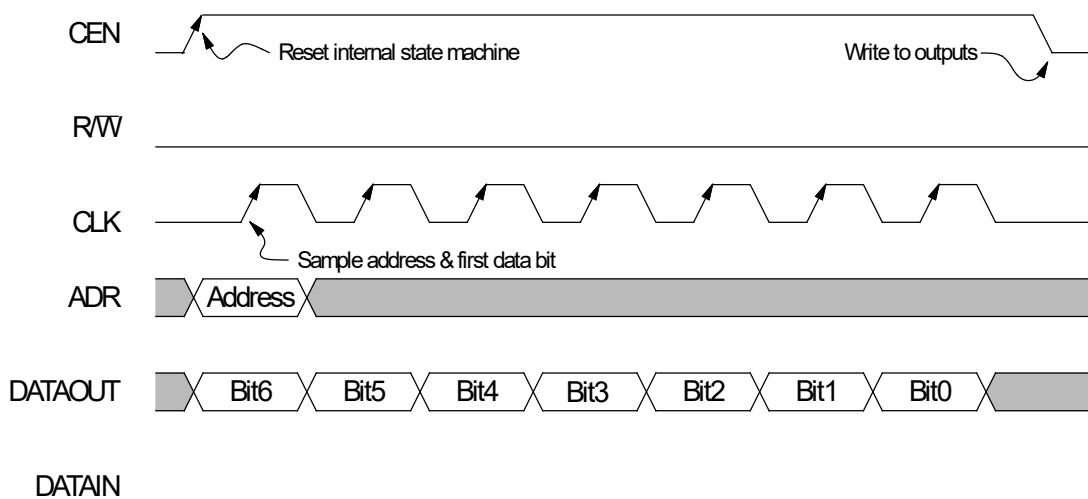 CEN
Reset internal state machine
Write to outputs
R/W̅
CLK
Sample address & first data bit
ADR
Address
DATAOUT
Bit6 Bit5 Bit4 Bit3 Bit2 Bit1 Bit0
DATAIN